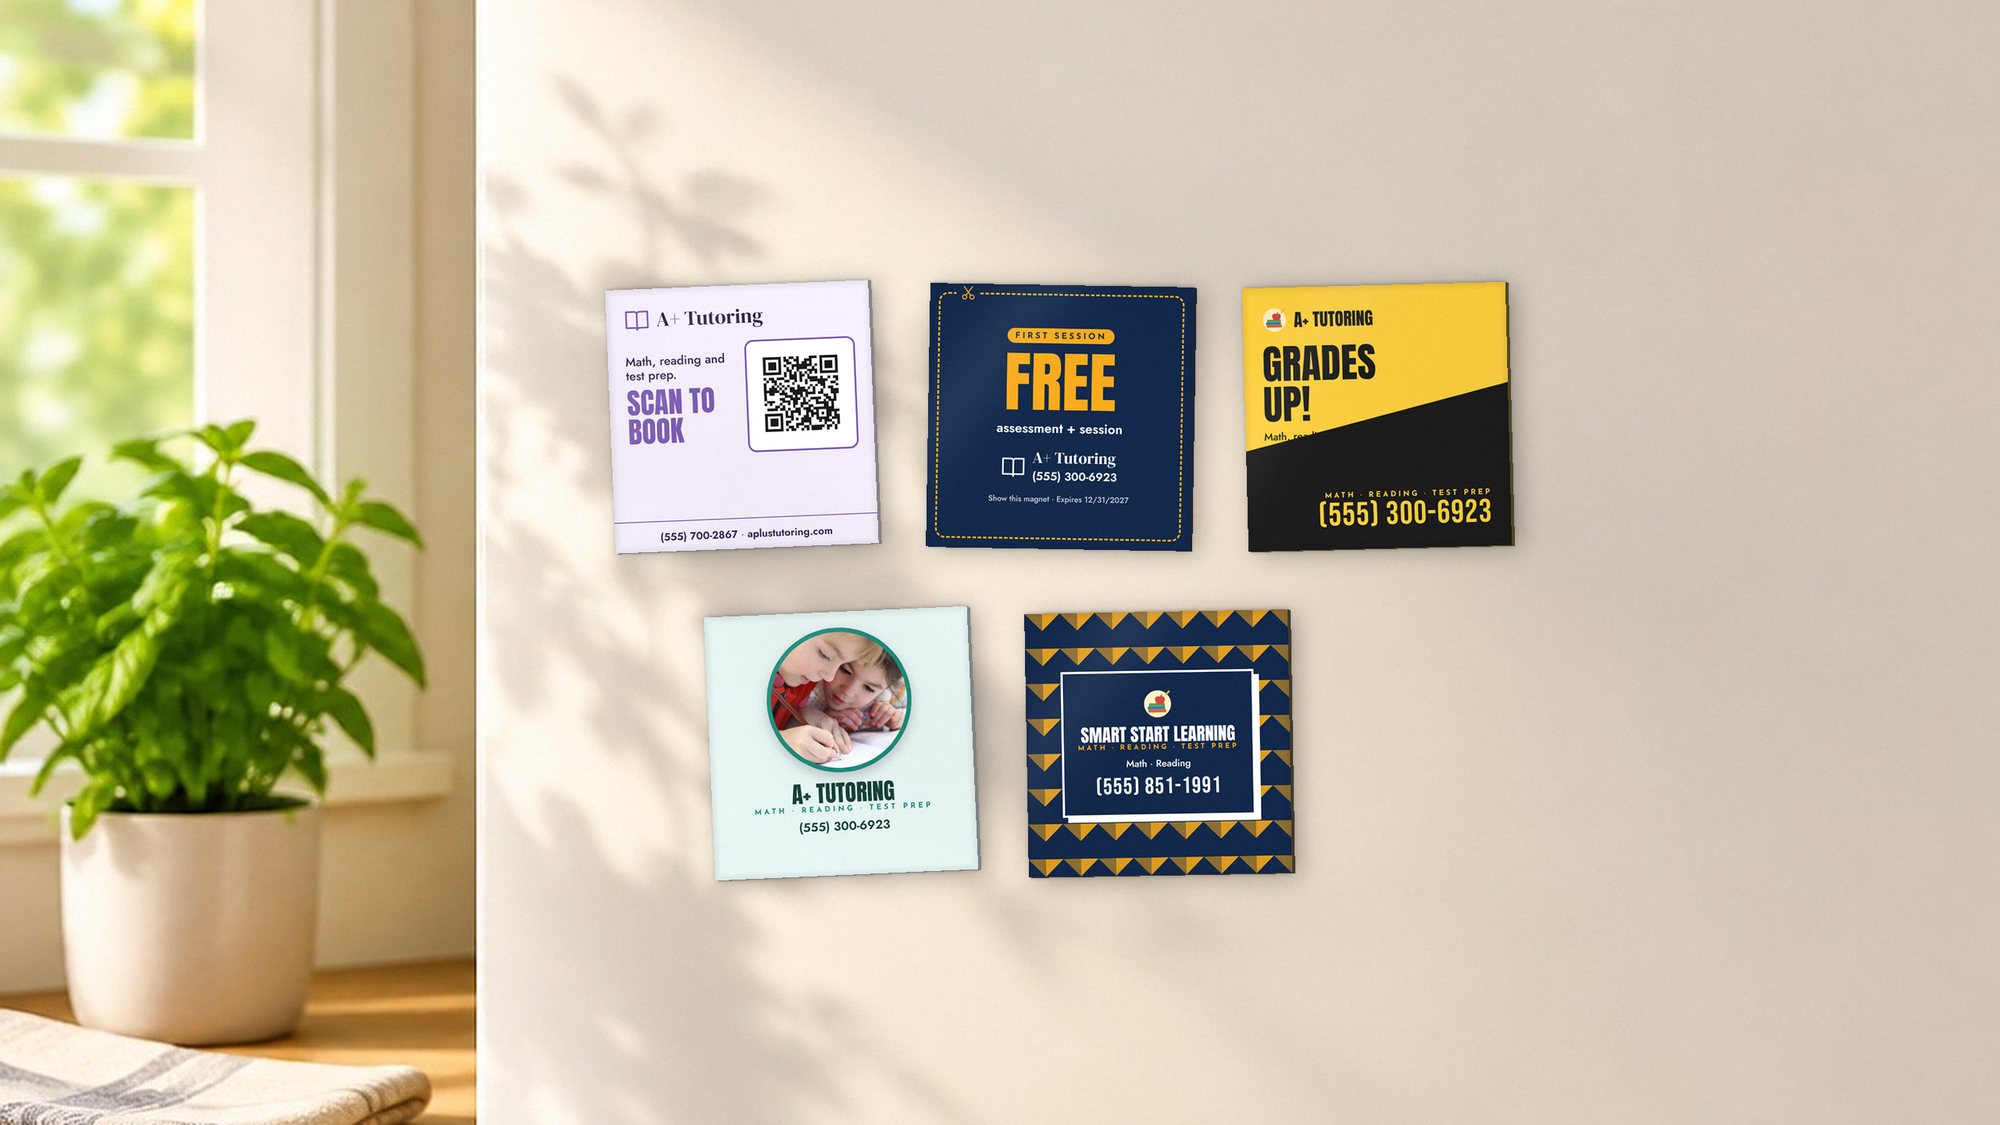 A+ Tutoring
Math, reading and
test prep.
SCAN TO
BOOK
(555) 700-2867 · aplustutoring.com
FIRST SESSION
FREE
assessment + session
A+ Tutoring
(555) 300-6923
Show this magnet · Expires 12/31/2027
A+ TUTORING
GRADES
UP!
Math,
MATH · READING · TEST PREP
(555) 300-6923
A+ TUTORING
MATH · READING · TEST PREP
(555) 300-6923
SMART START LEARNING
MATH · READING · TEST PREP
Math · Reading
(555) 851-1991